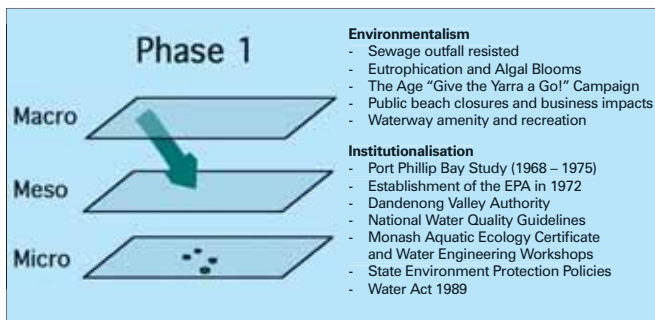 Phase 1
Macro
Meso
Micro
Environmentalism
- Sewage outfall resisted
- Eutrophication and Algal Blooms
- The Age “Give the Yarra a Go!” Campaign
- Public beach closures and business impacts
- Waterway amenity and recreation
Institutionalisation
- Port Phillip Bay Study (1968 – 1975)
- Establishment of the EPA in 1972
- Dandenong Valley Authority
- National Water Quality Guidelines
- Monash Aquatic Ecology Certificate
and Water Engineering Workshops
- State Environment Protection Policies
- Water Act 1989